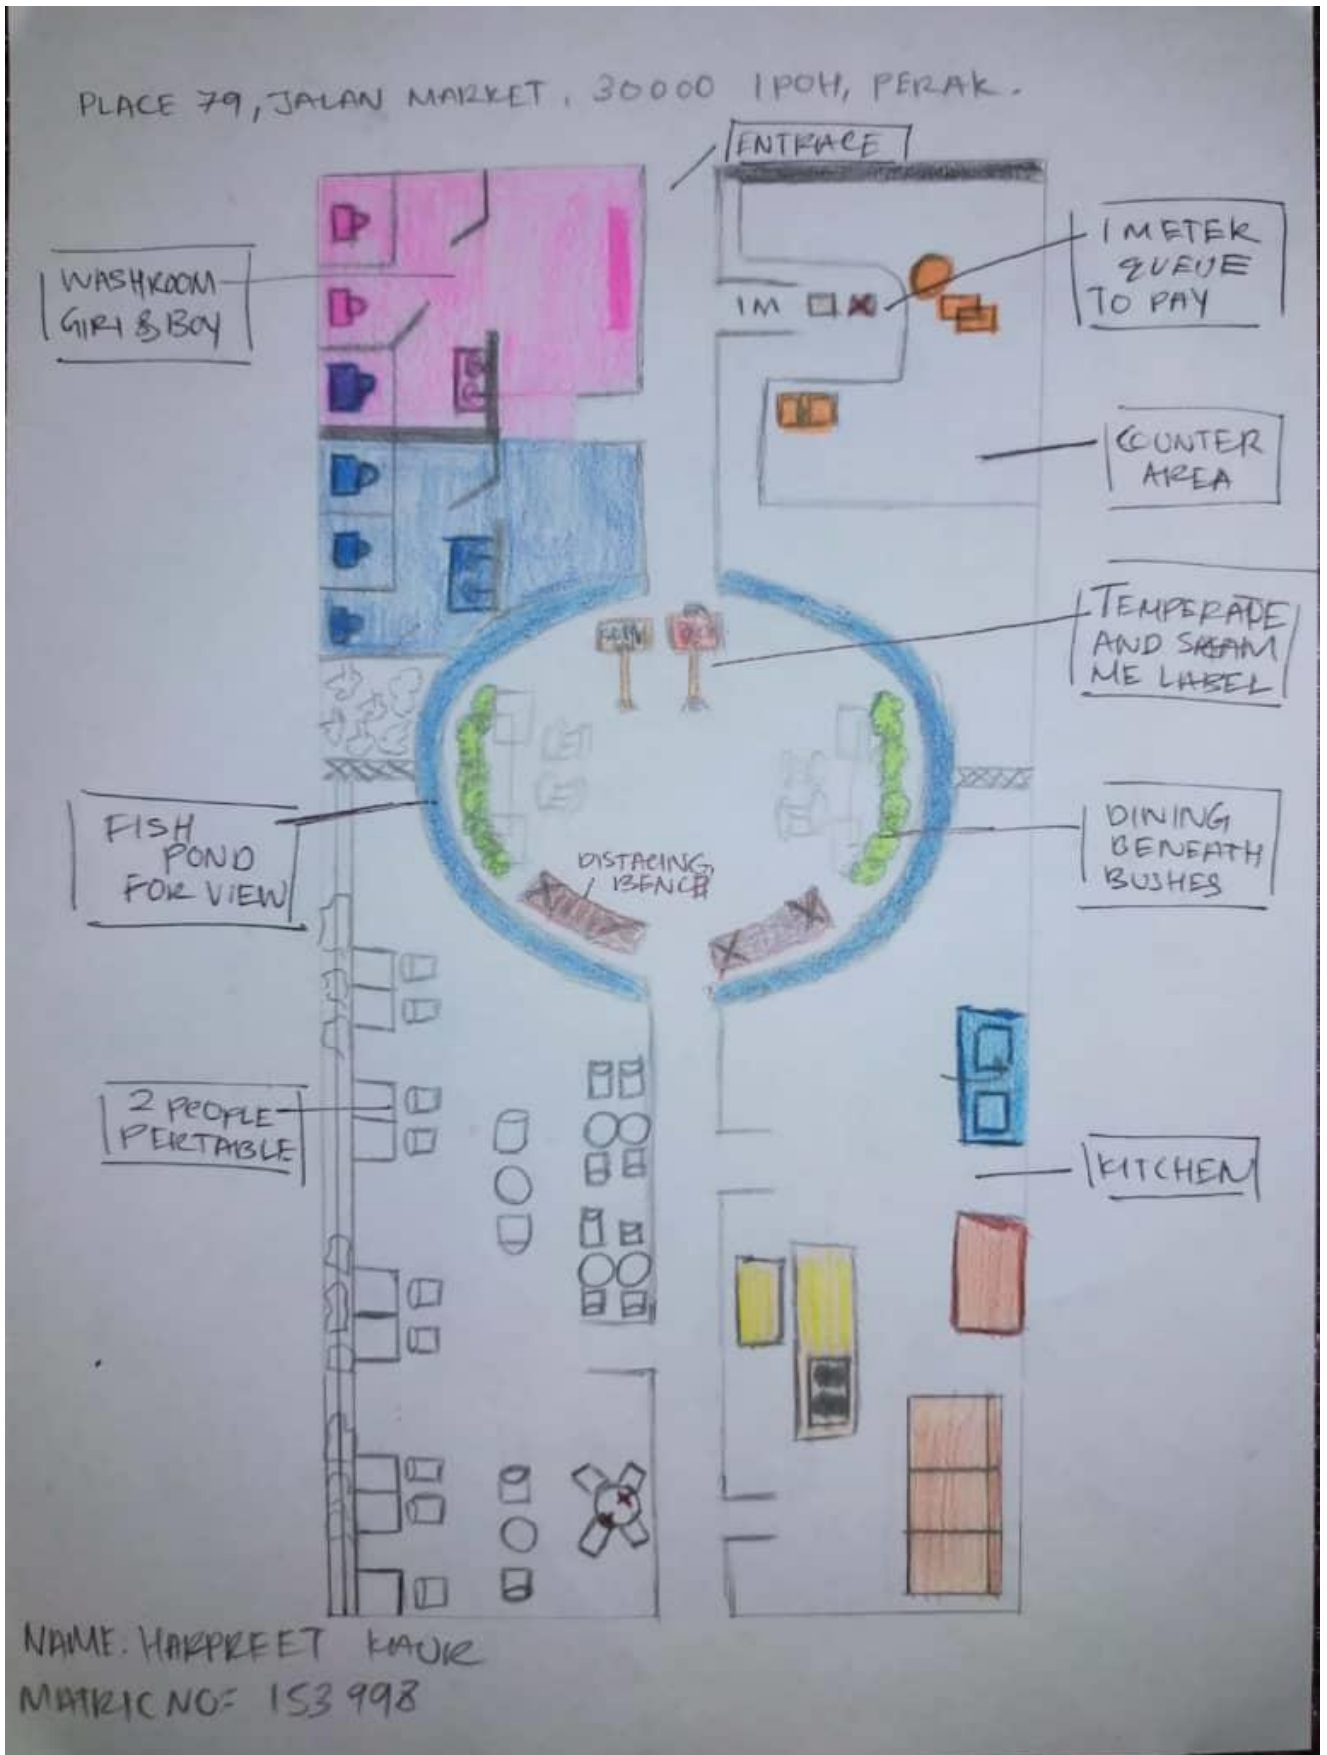 PLACE 79, JALAN MARKET, 30000 IPOH, PERAK.
ENTRACE
WASHROOM
GIRl & BOY
1 METER
QUEUE
TO PAY
1M
COUNTER
AREA
TEMPERATE
AND
ME LABEL
FISH
POND
FOR VIEW
DISTACING
BENCH
DINING
BENEATH
BUSHES
2 PEOPLE
PERTABLE
KITCHEN
NAME: HARPREET KAUR
MATRIC NO= 153998